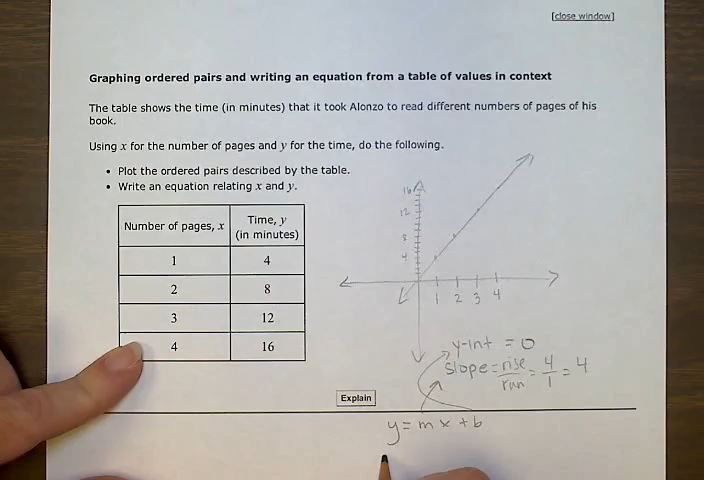 [close window]
Graphing ordered pairs and writing an equation from a table of values in context
The table shows the time (in minutes) that it took Alonzo to read different numbers of pages of his
book.
Using x for the number of pages and y for the time, do the following.
• Plot the ordered pairs described by the table.
• Write an equation relating x and y.
Number of pages, x Time, y (in minutes)
1 4
2 8
3 12
4 16
16
12
8
4
1 2 3 4
y-int = 0
slope = rise/run = 4/1 = 4
Explain
y = mx + b